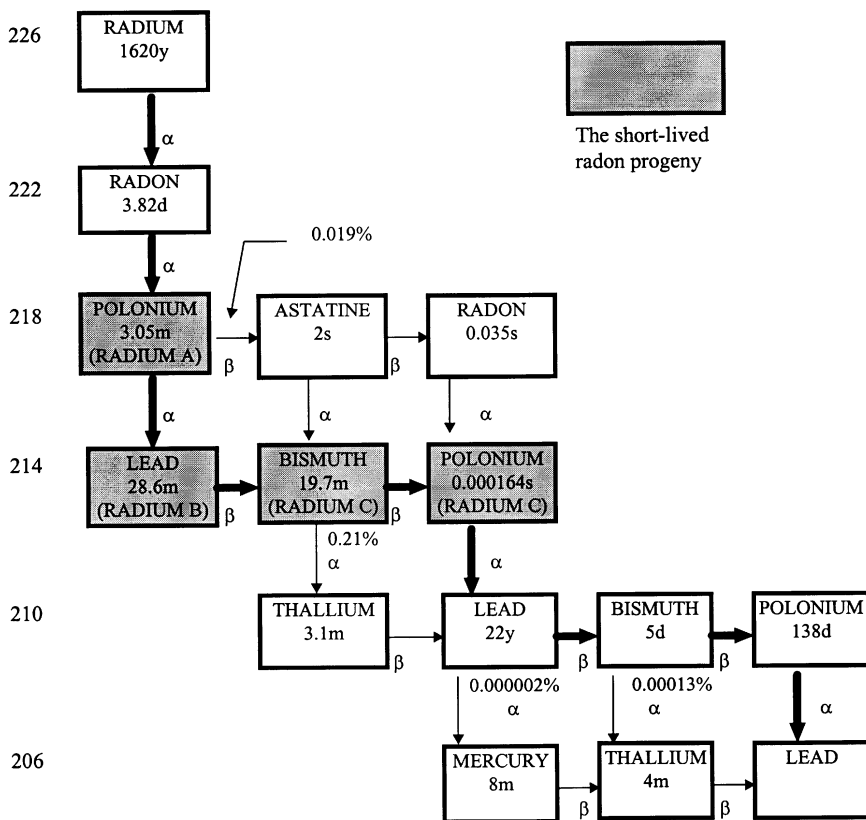 226
RADIUM
1620y
The short-lived
radon progeny
α
222
RADON
3.82d
0.019%
α
218
POLONIUM
3.05m
(RADIUM A)
β
ASTATINE
2s
β
RADON
0.035s
α
α
α
214
LEAD
28.6m
(RADIUM B)
β
BISMUTH
19.7m
(RADIUM C)
β
POLONIUM
0.000164s
(RADIUM C)
0.21%
α
α
210
THALLIUM
3.1m
β
LEAD
22y
β
BISMUTH
5d
β
POLONIUM
138d
0.000002%
α
0.00013%
α
α
206
MERCURY
8m
β
THALLIUM
4m
β
LEAD